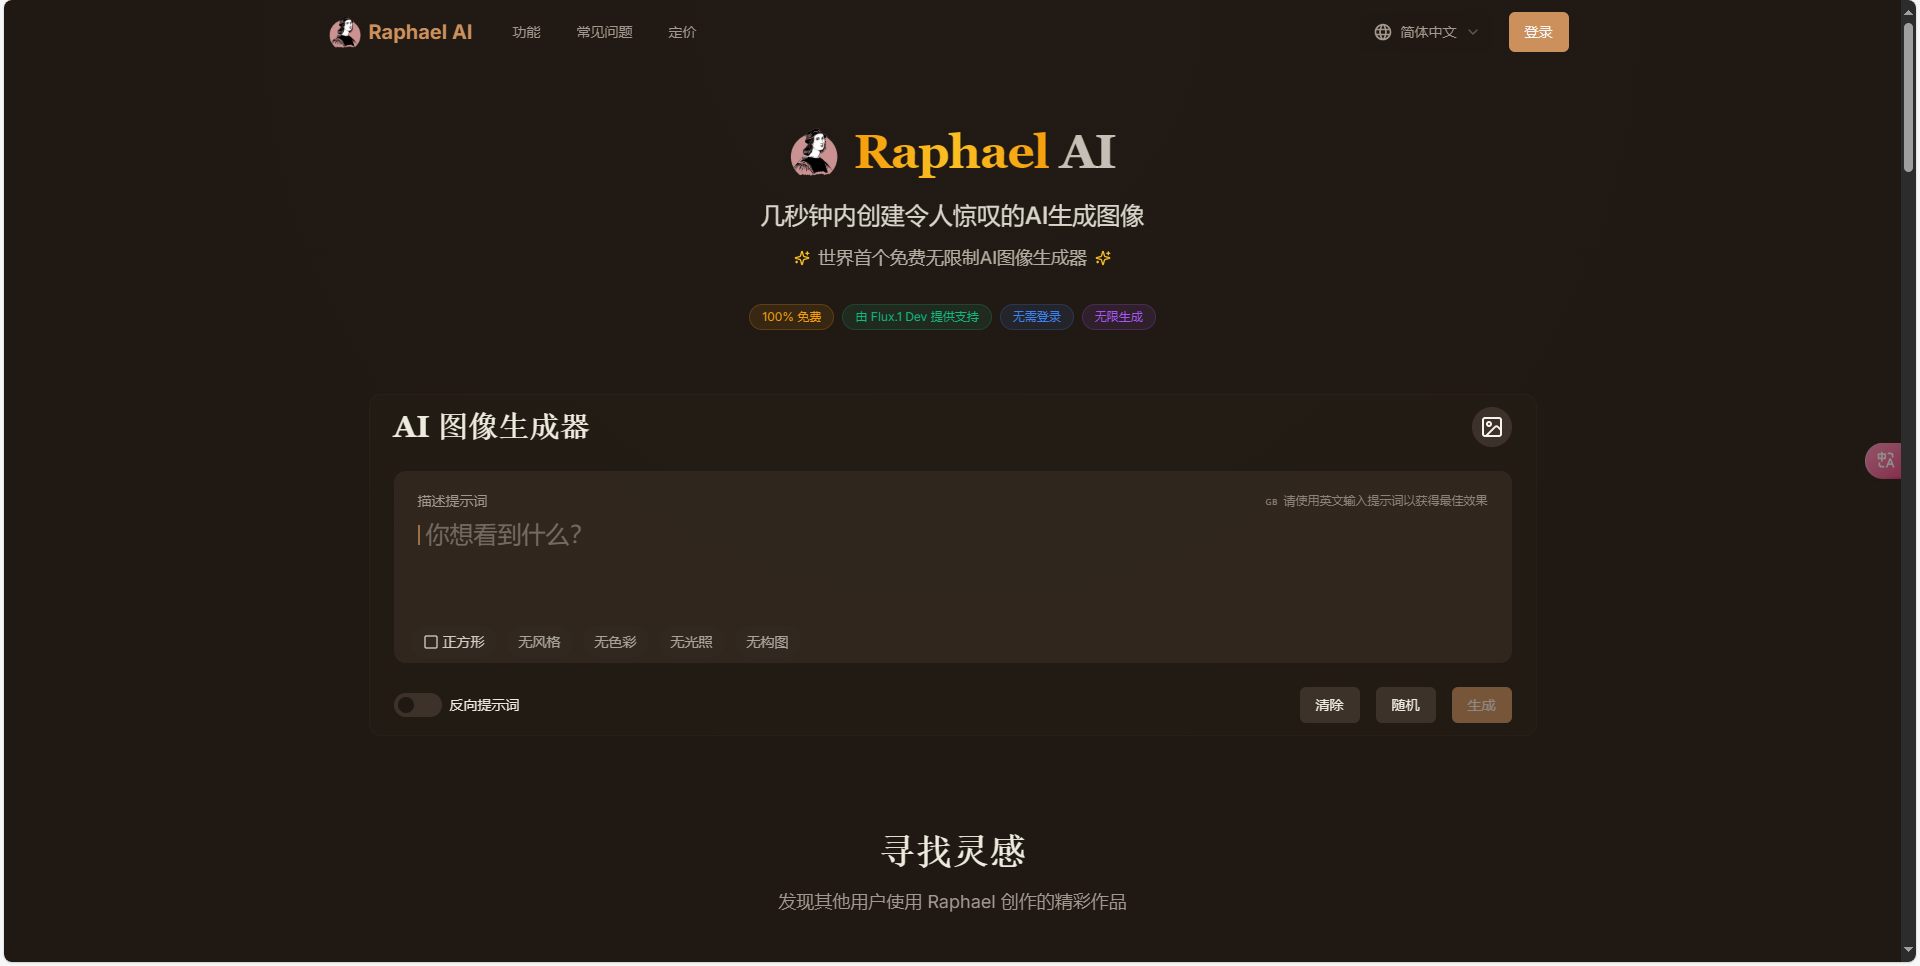 Raphael AI 功能 常见问题 定价 简体中文 登录
Raphael AI
几秒钟内创建令人惊叹的AI生成图像
世界首个免费无限制AI图像生成器
100% 免费 由 Flux.1 Dev 提供支持 无需登录 无限生成
AI 图像生成器
描述提示词 GB 请使用英文输入提示词以获得最佳效果
你想看到什么？
正方形 无风格 无色彩 无光照 无构图
反向提示词 清除 随机 生成
寻找灵感
发现其他用户使用 Raphael 创作的精彩作品